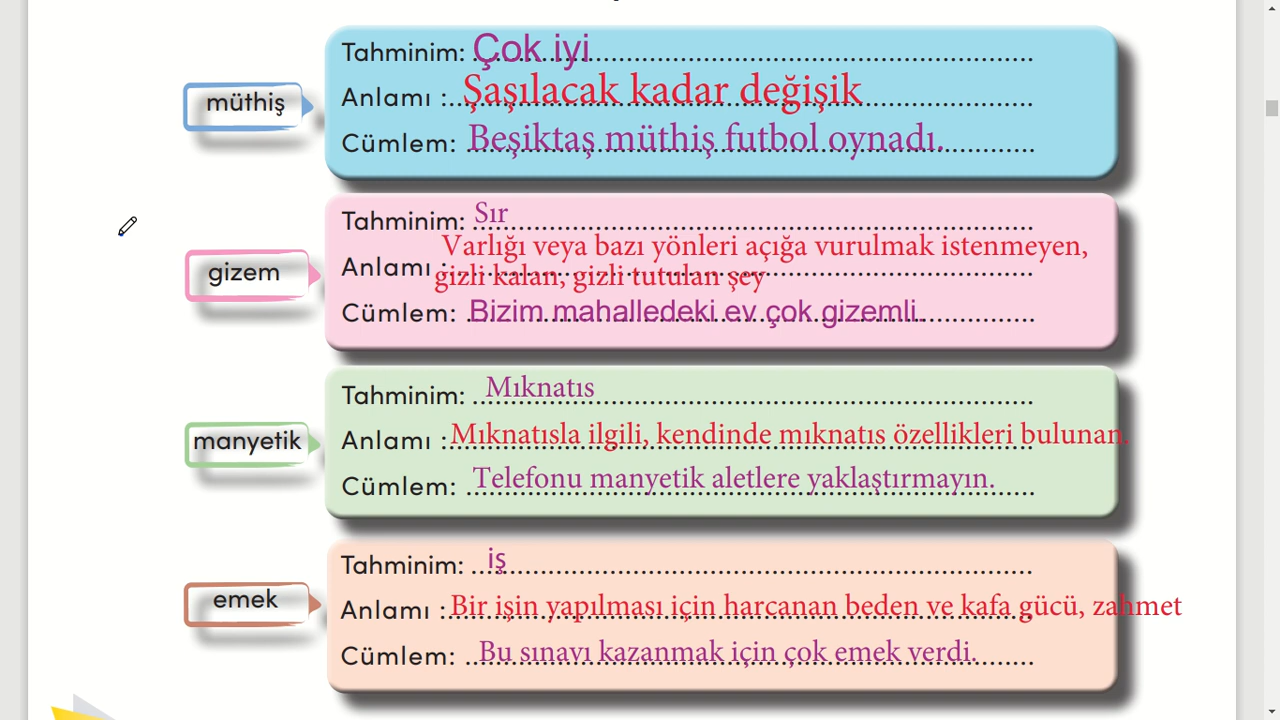 müthiş
Tahminim: Çok iyi
Anlamı : Şaşılacak kadar değişik
Cümlem: Beşiktaş müthiş futbol oynadı.
gizem
Tahminim: Sır
Anlamı : Varlığı veya bazı yönleri açığa vurulmak istenmeyen,
gizli kalan, gizli tutulan şey
Cümlem: Bizim mahalledeki ev çok gizemli.
manyetik
Tahminim: Mıknatıs
Anlamı : Mıknatısla ilgili, kendinde mıknatıs özellikleri bulunan.
Cümlem: Telefonu manyetik aletlere yaklaştırmayın.
emek
Tahminim: iş
Anlamı : Bir işin yapılması için harcanan beden ve kafa gücü, zahmet
Cümlem: Bu sınavı kazanmak için çok emek verdi.